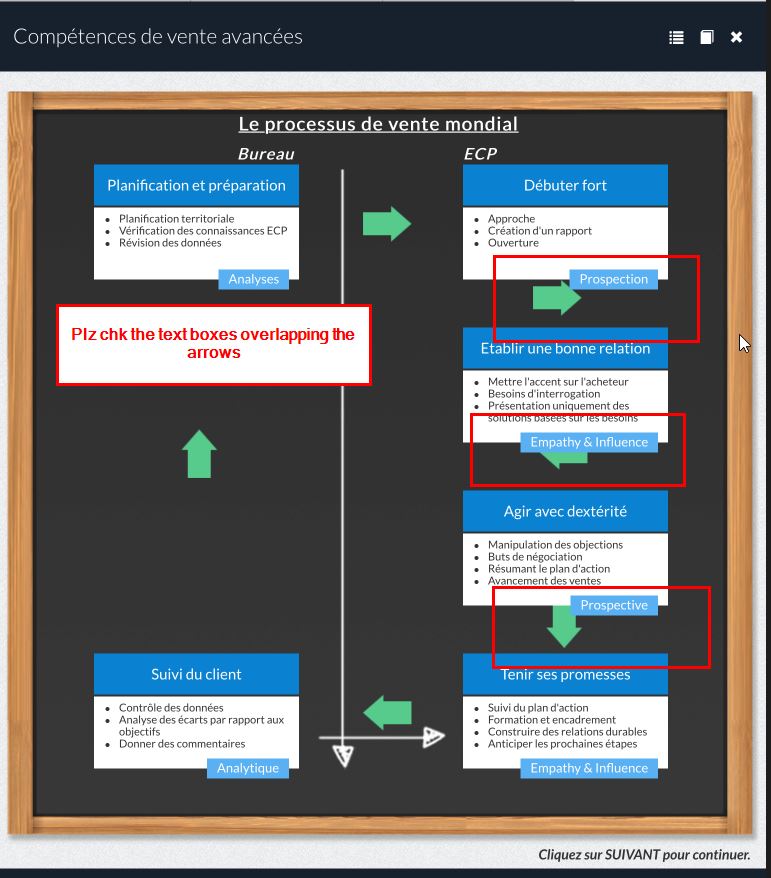 Compétences de vente avancées
Le processus de vente mondial
Bureau
ECP
Planification et préparation
Planification territoriale
Vérification des connaissances ECP
Révision des données
Analyses
Débuter fort
Approche
Création d'un rapport
Ouverture
Prospection
Plz chk the text boxes overlapping the
arrows
Etablir une bonne relation
Mettre l'accent sur l'acheteur
Besoins d'interrogation
Présentation uniquement des
solutions basées sur les besoins
Empathy & Influence
Agir avec dextérité
Manipulation des objections
Buts de négociation
Résumant le plan d'action
Avancement des ventes
Prospective
Suivi du client
Contrôle des données
Analyse des écarts par rapport aux
objectifs
Donner des commentaires
Analytique
Tenir ses promesses
Suivi du plan d'action
Formation et encadrement
Construire des relations durables
Anticiper les prochaines étapes
Empathy & Influence
Cliquez sur SUIVANT pour continuer.